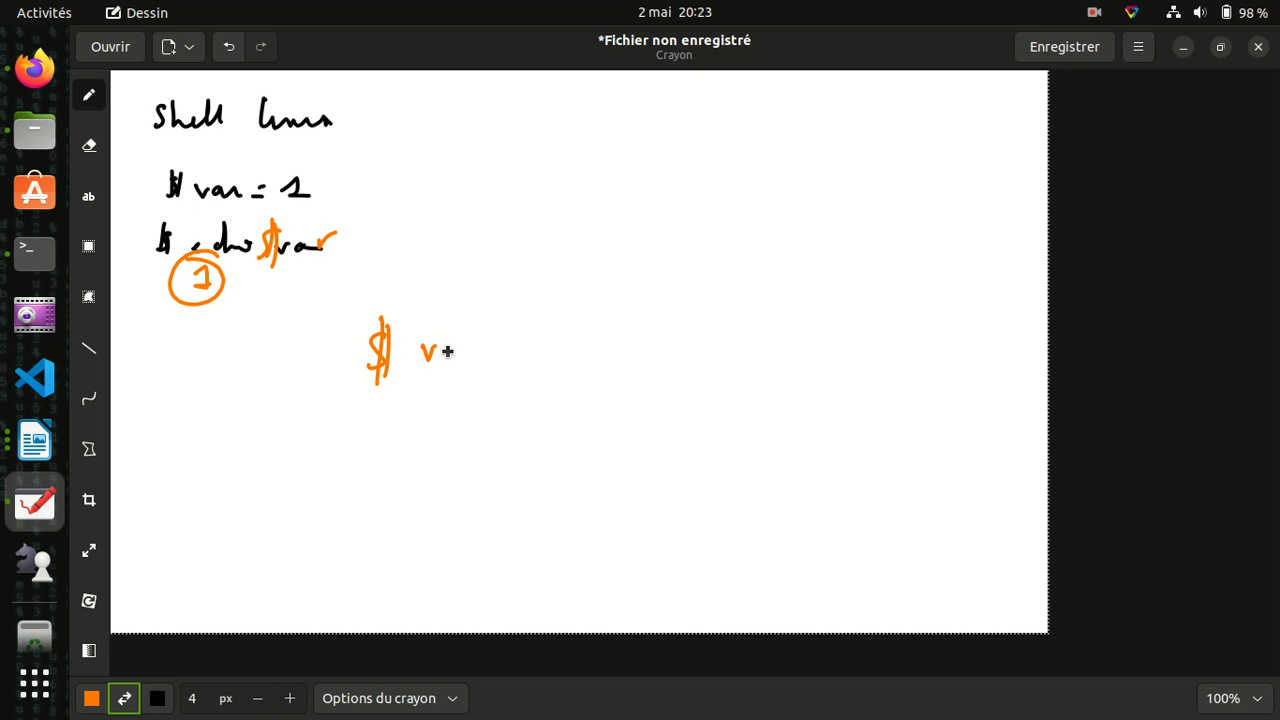 Activités
Dessin
2 mai 20:23
98 %
Ouvrir
*Fichier non enregistré
Crayon
Enregistrer
Shell linux
$ var = 1
$ echo $var
1
$ v
ab
>_
4 px − +
Options du crayon
100%